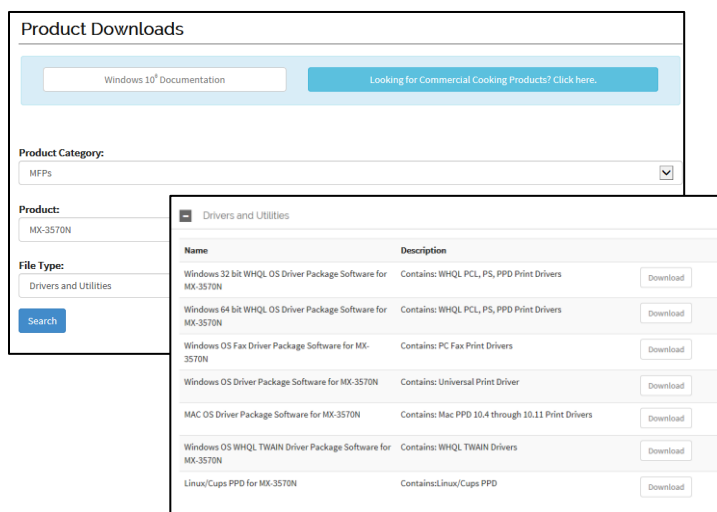 Product Downloads
Windows 10® Documentation
Looking for Commercial Cooking Products? Click here.
Product Category:
MFPs
Product:
MX-3570N
File Type:
Drivers and Utilities
Search
Drivers and Utilities
Name Description
Windows 32 bit WHQL OS Driver Package Software for Contains: WHQL PCL, PS, PPD Print Drivers Download
MX-3570N
Windows 64 bit WHQL OS Driver Package Software for Contains: WHQL PCL, PS, PPD Print Drivers Download
MX-3570N
Windows OS Fax Driver Package Software for MX- Contains: PC Fax Print Drivers Download
3570N
Windows OS Driver Package Software for MX-3570N Contains: Universal Print Driver Download
MAC OS Driver Package Software for MX-3570N Contains: Mac PPD 10.4 through 10.11 Print Drivers Download
Windows OS WHQL TWAIN Driver Package Software for Contains: WHQL TWAIN Drivers Download
MX-3570N
Linux/Cups PPD for MX-3570N Contains:Linux/Cups PPD Download